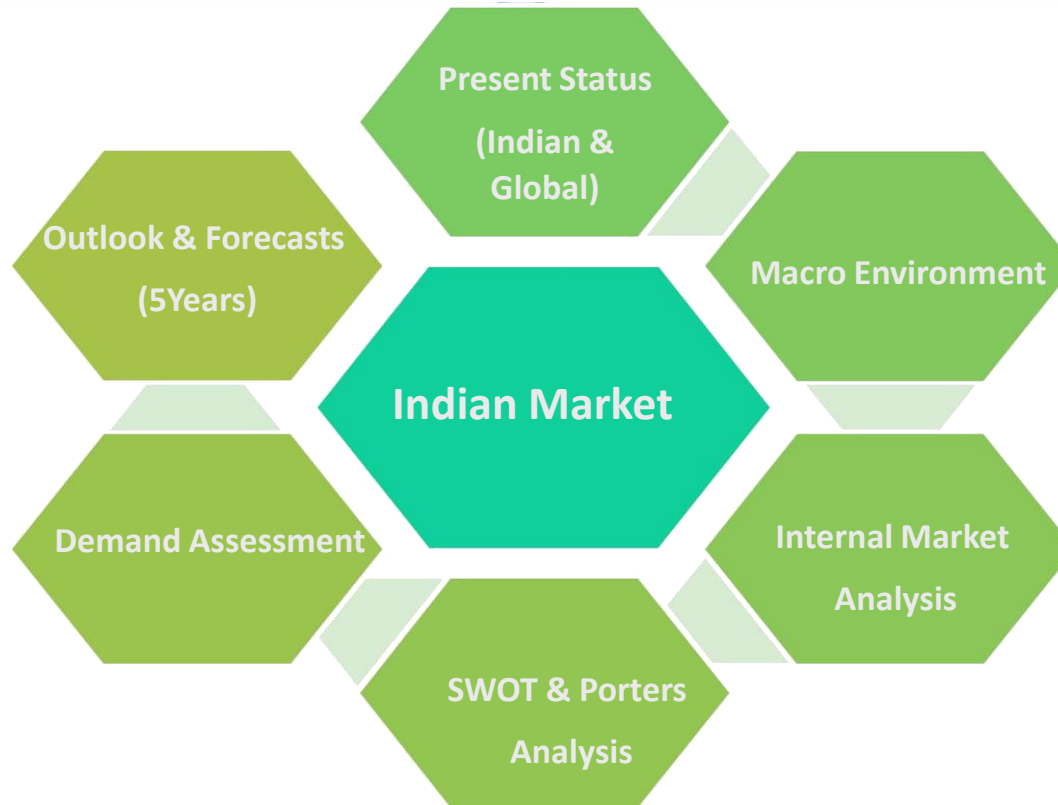 Present Status
(Indian &
Global)
Macro Environment
Internal Market
Analysis
SWOT & Porters
Analysis
Demand Assessment
Outlook & Forecasts
(5Years)
Indian Market